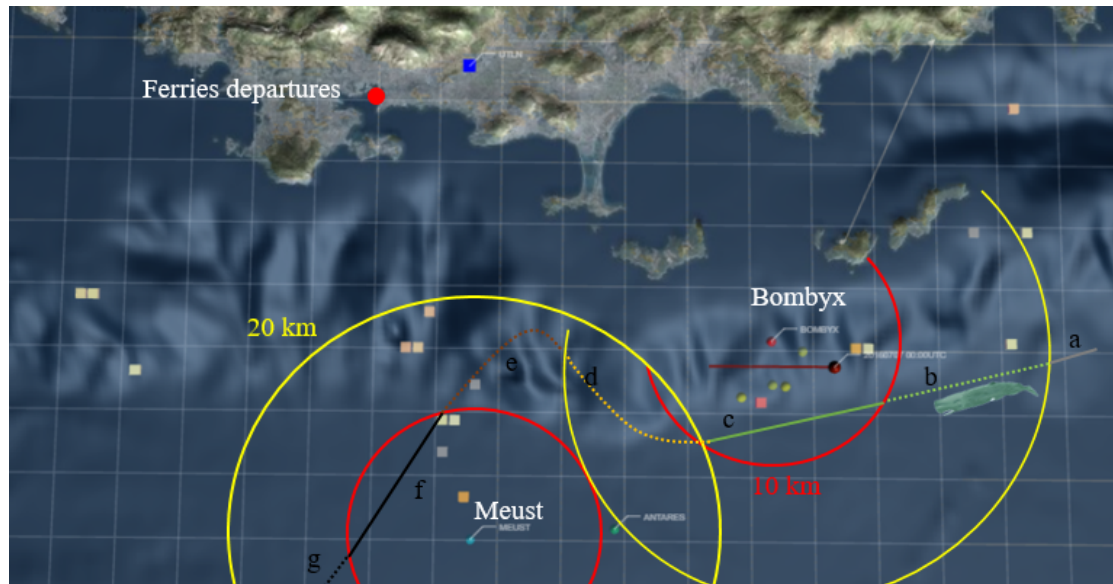 UTLN
Ferries departures
Bombyx
20 km
BOMBYX
a
e
d
b
c
10 km
f
Meust
MEUST
ANTARES
g